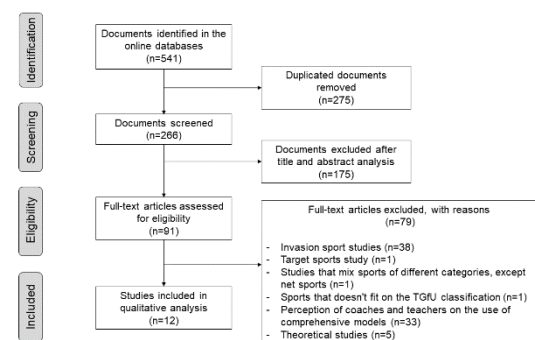 Identification
Documents identified in the
online databases
(n=541)
Duplicated documents
removed
(n=275)
Screening
Documents screened
(n=266)
Documents excluded after
title and abstract analysis
(n=175)
Eligibility
Full-text articles assessed
for eligibility
(n=91)
Full-text articles excluded, with reasons
(n=79)
- Invasion sport studies (n=38)
- Target sports study (n=1)
- Studies that mix sports of different categories, except
net sports (n=1)
- Sports that doesn't fit on the TGfU classification (n=1)
- Perception of coaches and teachers on the use of
comprehensive models (n=33)
- Theoretical studies (n=5)
Included
Studies included in
qualitative analysis
(n=12)